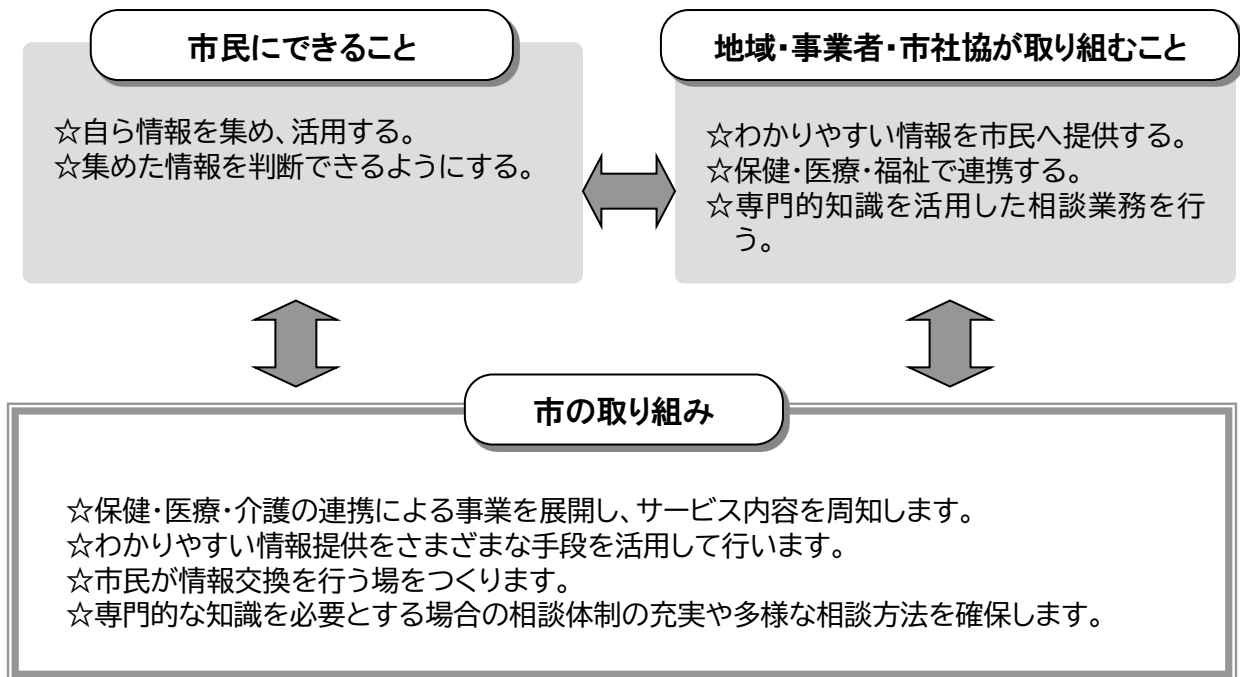 市民にできること
☆自ら情報を集め、活用する。
☆集めた情報を判断できるようにする。
地域・事業者・市社協が取り組むこと
☆わかりやすい情報を市民へ提供する。
☆保健・医療・福祉で連携する。
☆専門的知識を活用した相談業務を行
う。
市の取り組み
☆保健・医療・介護の連携による事業を展開し、サービス内容を周知します。
☆わかりやすい情報提供をさまざまな手段を活用して行います。
☆市民が情報交換を行う場をつくります。
☆専門的な知識を必要とする場合の相談体制の充実や多様な相談方法を確保します。